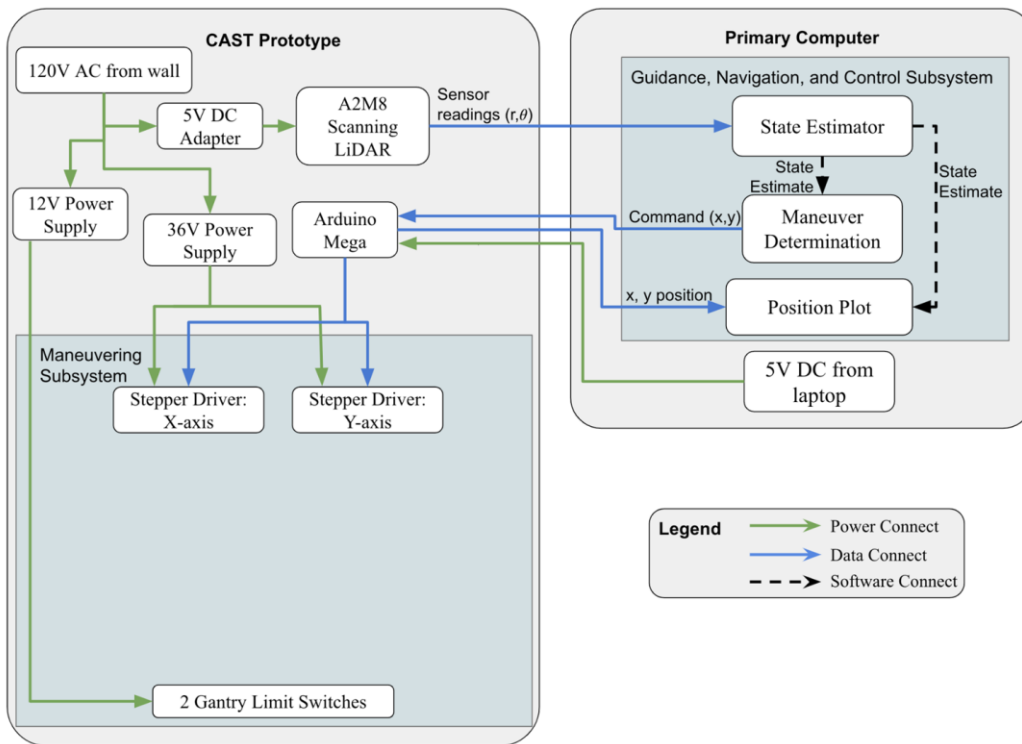 CAST Prototype
120V AC from wall
5V DC
Adapter
A2M8
Scanning
LiDAR
Sensor
readings (r,θ)
12V Power
Supply
36V Power
Supply
Arduino
Mega
Maneuvering
Subsystem
Stepper Driver:
X-axis
Stepper Driver:
Y-axis
2 Gantry Limit Switches
Primary Computer
Guidance, Navigation, and Control Subsystem
State Estimator
State
Estimate
State
Estimate
Command (x,y)
Maneuver
Determination
x, y position
Position Plot
5V DC from
laptop
Legend
Power Connect
Data Connect
Software Connect